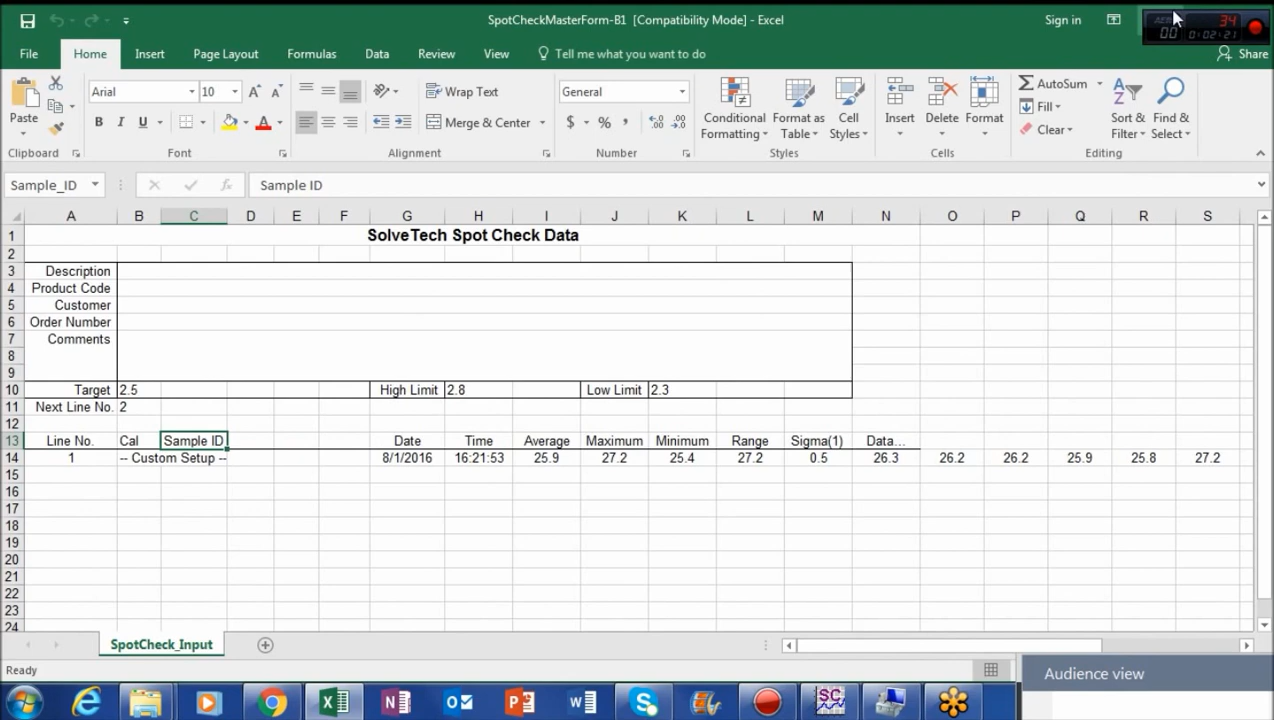 SpotCheckMasterForm-B1 [Compatibility Mode] - Excel
Sign in
34
00 0:02:21
File Home Insert Page Layout Formulas Data Review View Tell me what you want to do Share
Arial 10 Wrap Text General AutoSum
Paste B I U A Merge & Center $ % , Conditional Formatting Format as Table Cell Styles Insert Delete Format Fill Clear Sort & Filter Find & Select
Clipboard Font Alignment Number Styles Cells Editing
Sample_ID fx Sample ID
A B C D E F G H I J K L M N O P Q R S
1 SolveTech Spot Check Data
2
3 Description
4 Product Code
5 Customer
6 Order Number
7 Comments
8
9
10 Target 2.5 High Limit 2.8 Low Limit 2.3
11 Next Line No. 2
12
13 Line No. Cal Sample ID Date Time Average Maximum Minimum Range Sigma(1) Data...
14 1 -- Custom Setup -- 8/1/2016 16:21:53 25.9 27.2 25.4 27.2 0.5 26.3 26.2 26.2 25.9 25.8 27.2
15
16
17
18
19
20
21
22
23
24
SpotCheck_Input
Ready
Audience view